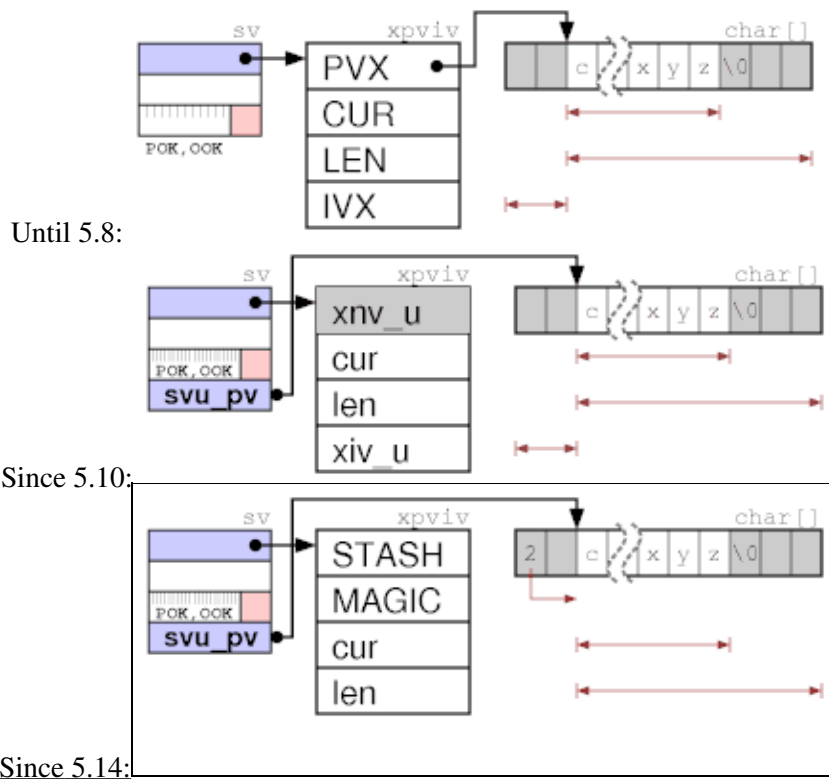 sv xpviv char[]
PVX c x y z \0
CUR
LEN
POK,OOK
IVX
Until 5.8:
sv xpviv char[]
xnv_u c x y z \0
cur
POK,OOK
svu_pv len
xiv_u
Since 5.10:
sv xpviv char[]
STASH 2 c x y z \0
MAGIC
POK,OOK
svu_pv cur
len
Since 5.14: